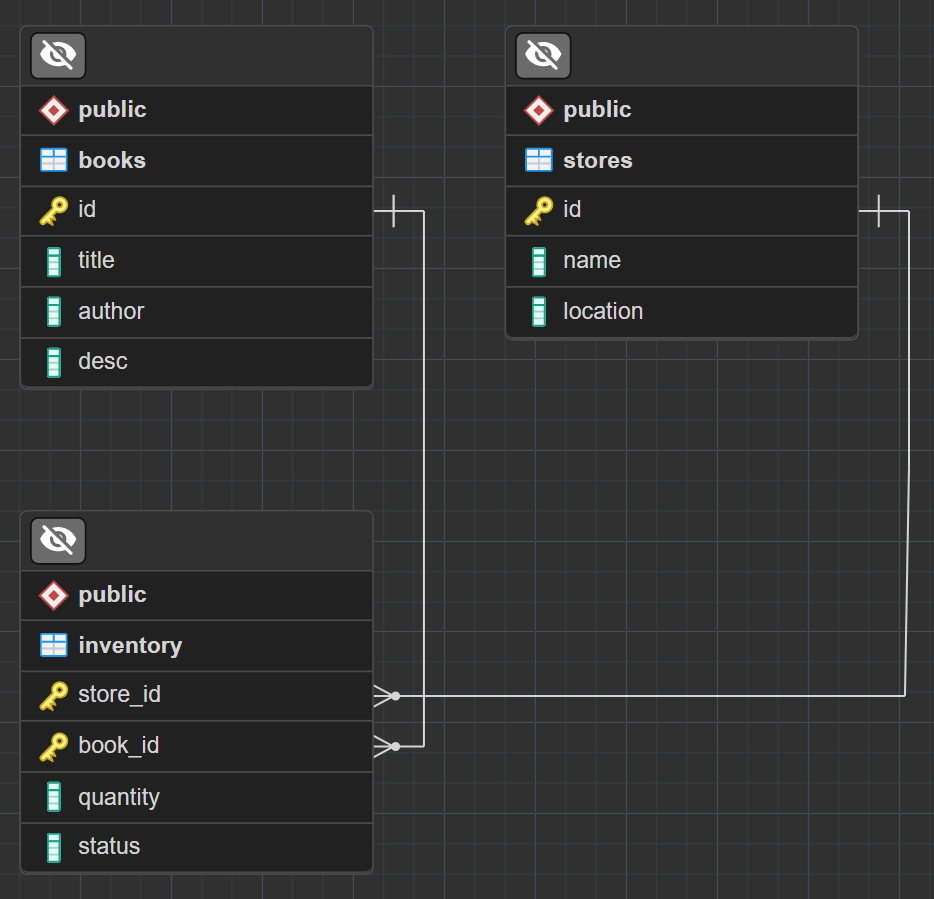 public
books
id
title
author
desc
public
stores
id
name
location
public
inventory
store_id
book_id
quantity
status